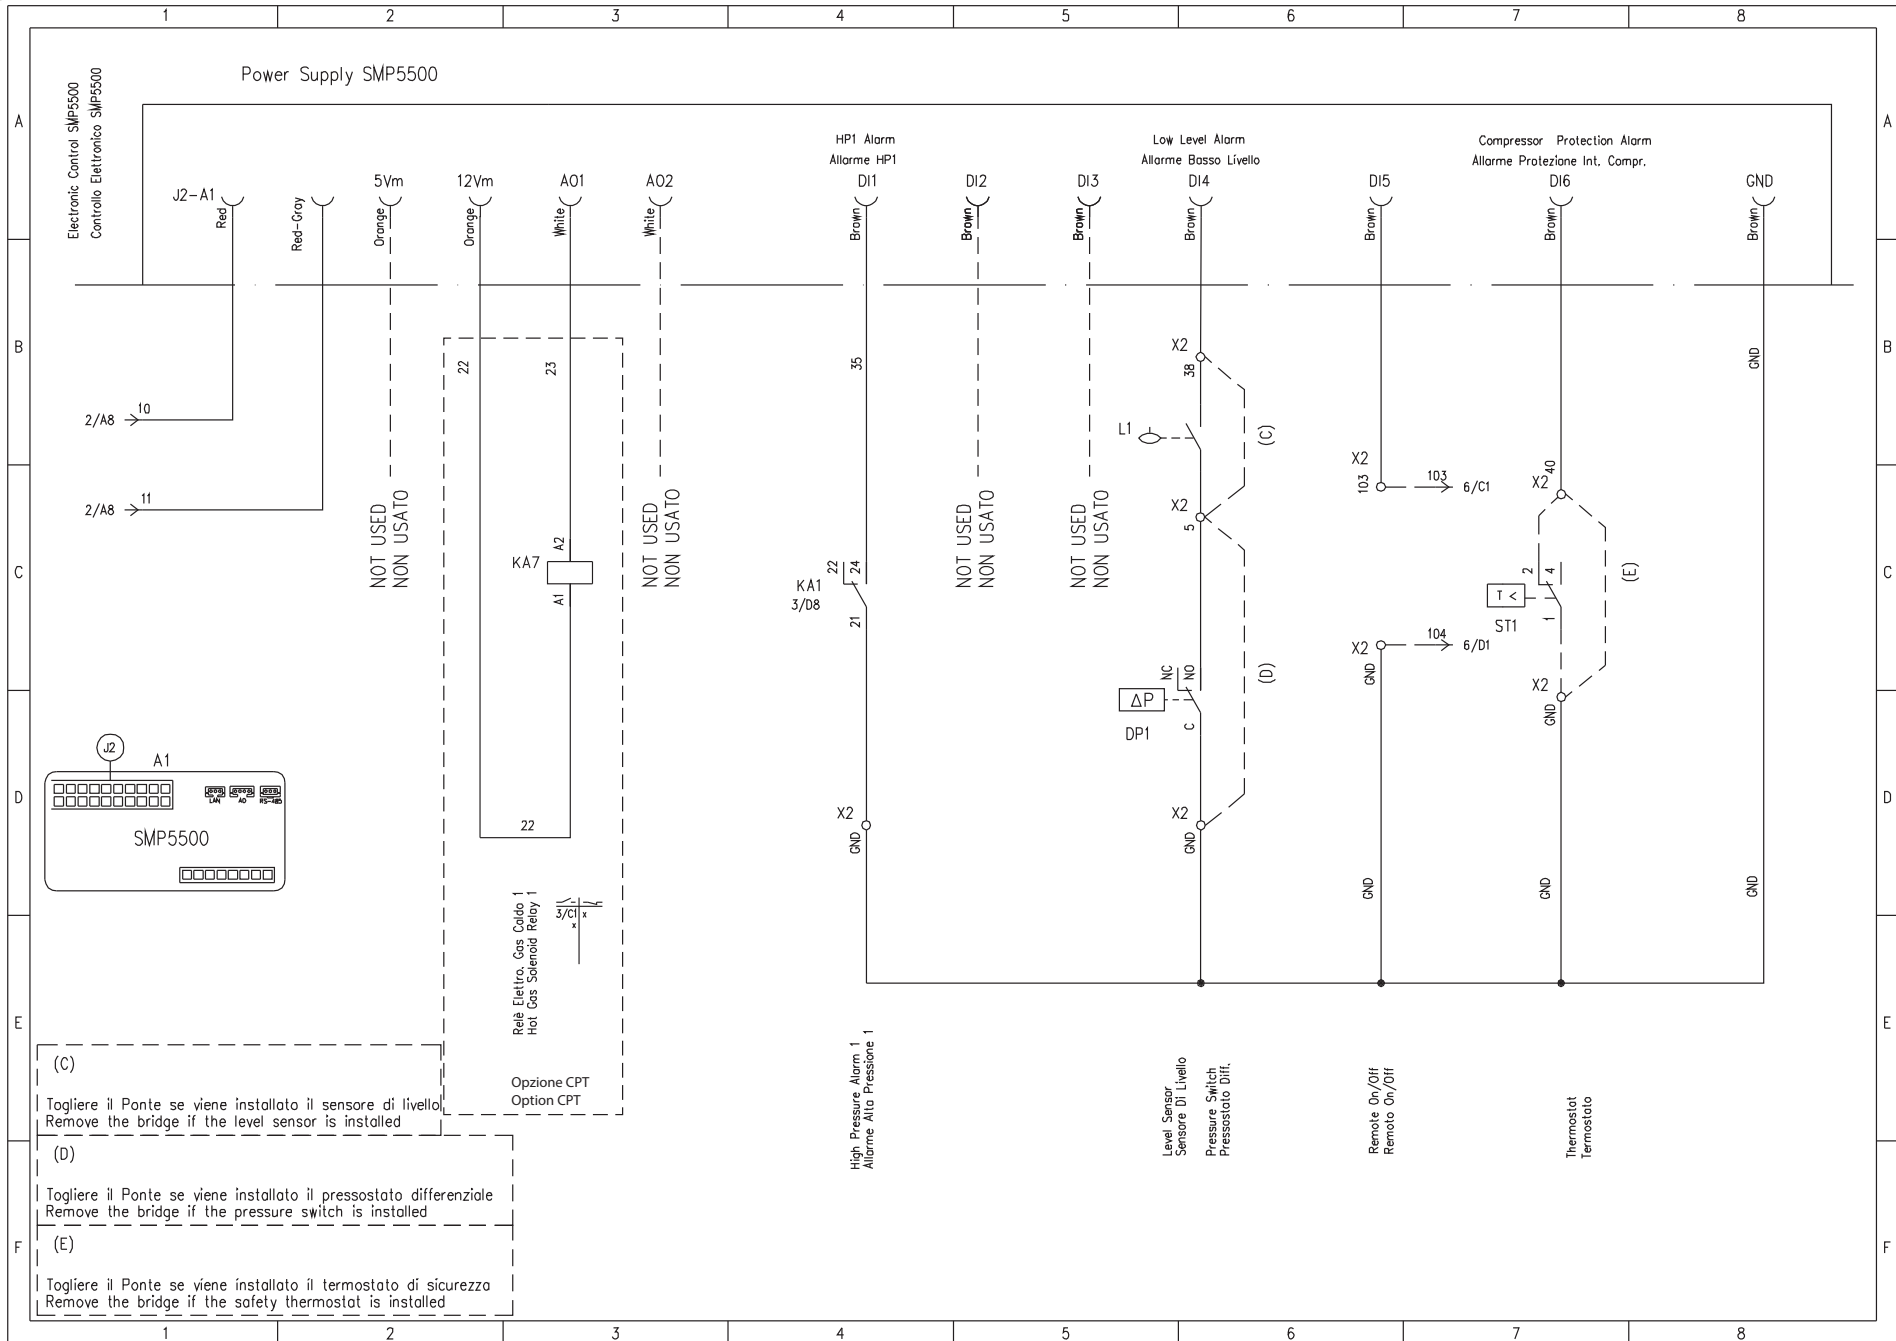 1 2 3 4 5 6 7 8
Power Supply SMP5500
Electronic Control SMP5500
Controllo Elettronico SMP5500
A A
HP1 Alarm
Allarme HP1
Low Level Alarm
Allarme Basso Livello
Compressor Protection Alarm
Allarme Protezione Int. Compr.
J2-A1 5Vm 12Vm AO1 AO2 DI1 DI2 DI3 DI4 DI5 DI6 GND
Red Red-Gray Orange Orange White White Brown Brown Brown Brown Brown Brown Brown
B B
22 23 35 38 GND
X2
2/A8 10
L1 (C)
X2 103 103 6/C1
X2 40
2/A8 11
X2 5
NOT USED
NON USATO
NOT USED
NON USATO
NOT USED
NON USATO
NOT USED
NON USATO
C C
KA7 A2 A1
KA1
3/D8
22 24 21
2 4 1
T <
ST1
(E)
X2 104 6/D1
GND
NC NO C
ΔP
DP1
(D)
X2
GND
J2 A1
LAN AO RS-485
SMP5500
D D
22
X2 GND
X2 GND
GND GND GND
3/C1 x
x
Relè Elettro. Gas Caldo 1
Hot Gas Solenoid Relay 1
E E
Opzione CPT
Option CPT
High Pressure Alarm 1
Allarme Alta Pressione 1
Level Sensor
Sensore Di Livello
Pressure Switch
Pressostato Diff.
Remote On/Off
Remoto On/Off
Thermostat
Termostato
(C)
Togliere il Ponte se viene installato il sensore di livello
Remove the bridge if the level sensor is installed
(D)
Togliere il Ponte se viene installato il pressostato differenziale
Remove the bridge if the pressure switch is installed
F F
(E)
Togliere il Ponte se viene installato il termostato di sicurezza
Remove the bridge if the safety thermostat is installed
1 2 3 4 5 6 7 8